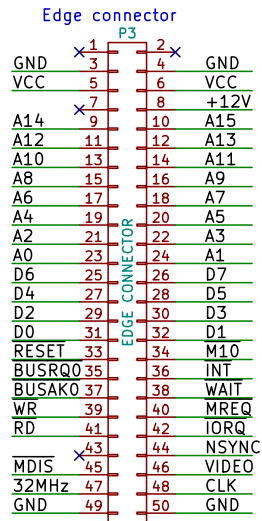 Edge connector
P3
1 2
GND 3 4 GND
VCC 5 6 VCC
7 8 +12V
A14 9 10 A15
A12 11 12 A13
A10 13 14 A11
A8 15 16 A9
A6 17 18 A7
A4 19 20 A5
A2 21 22 A3
A0 23 24 A1
D6 25 26 D7
D4 27 28 D5
D2 29 30 D3
D0 31 32 D1
RESET 33 34 M10
BUSRQ0 35 36 INT
BUSAK0 37 38 WAIT
WR 39 40 MREQ
RD 41 42 IORQ
43 44 NSYNC
MDIS 45 46 VIDEO
32MHz 47 48 CLK
GND 49 50 GND
EDGE CONNECTOR